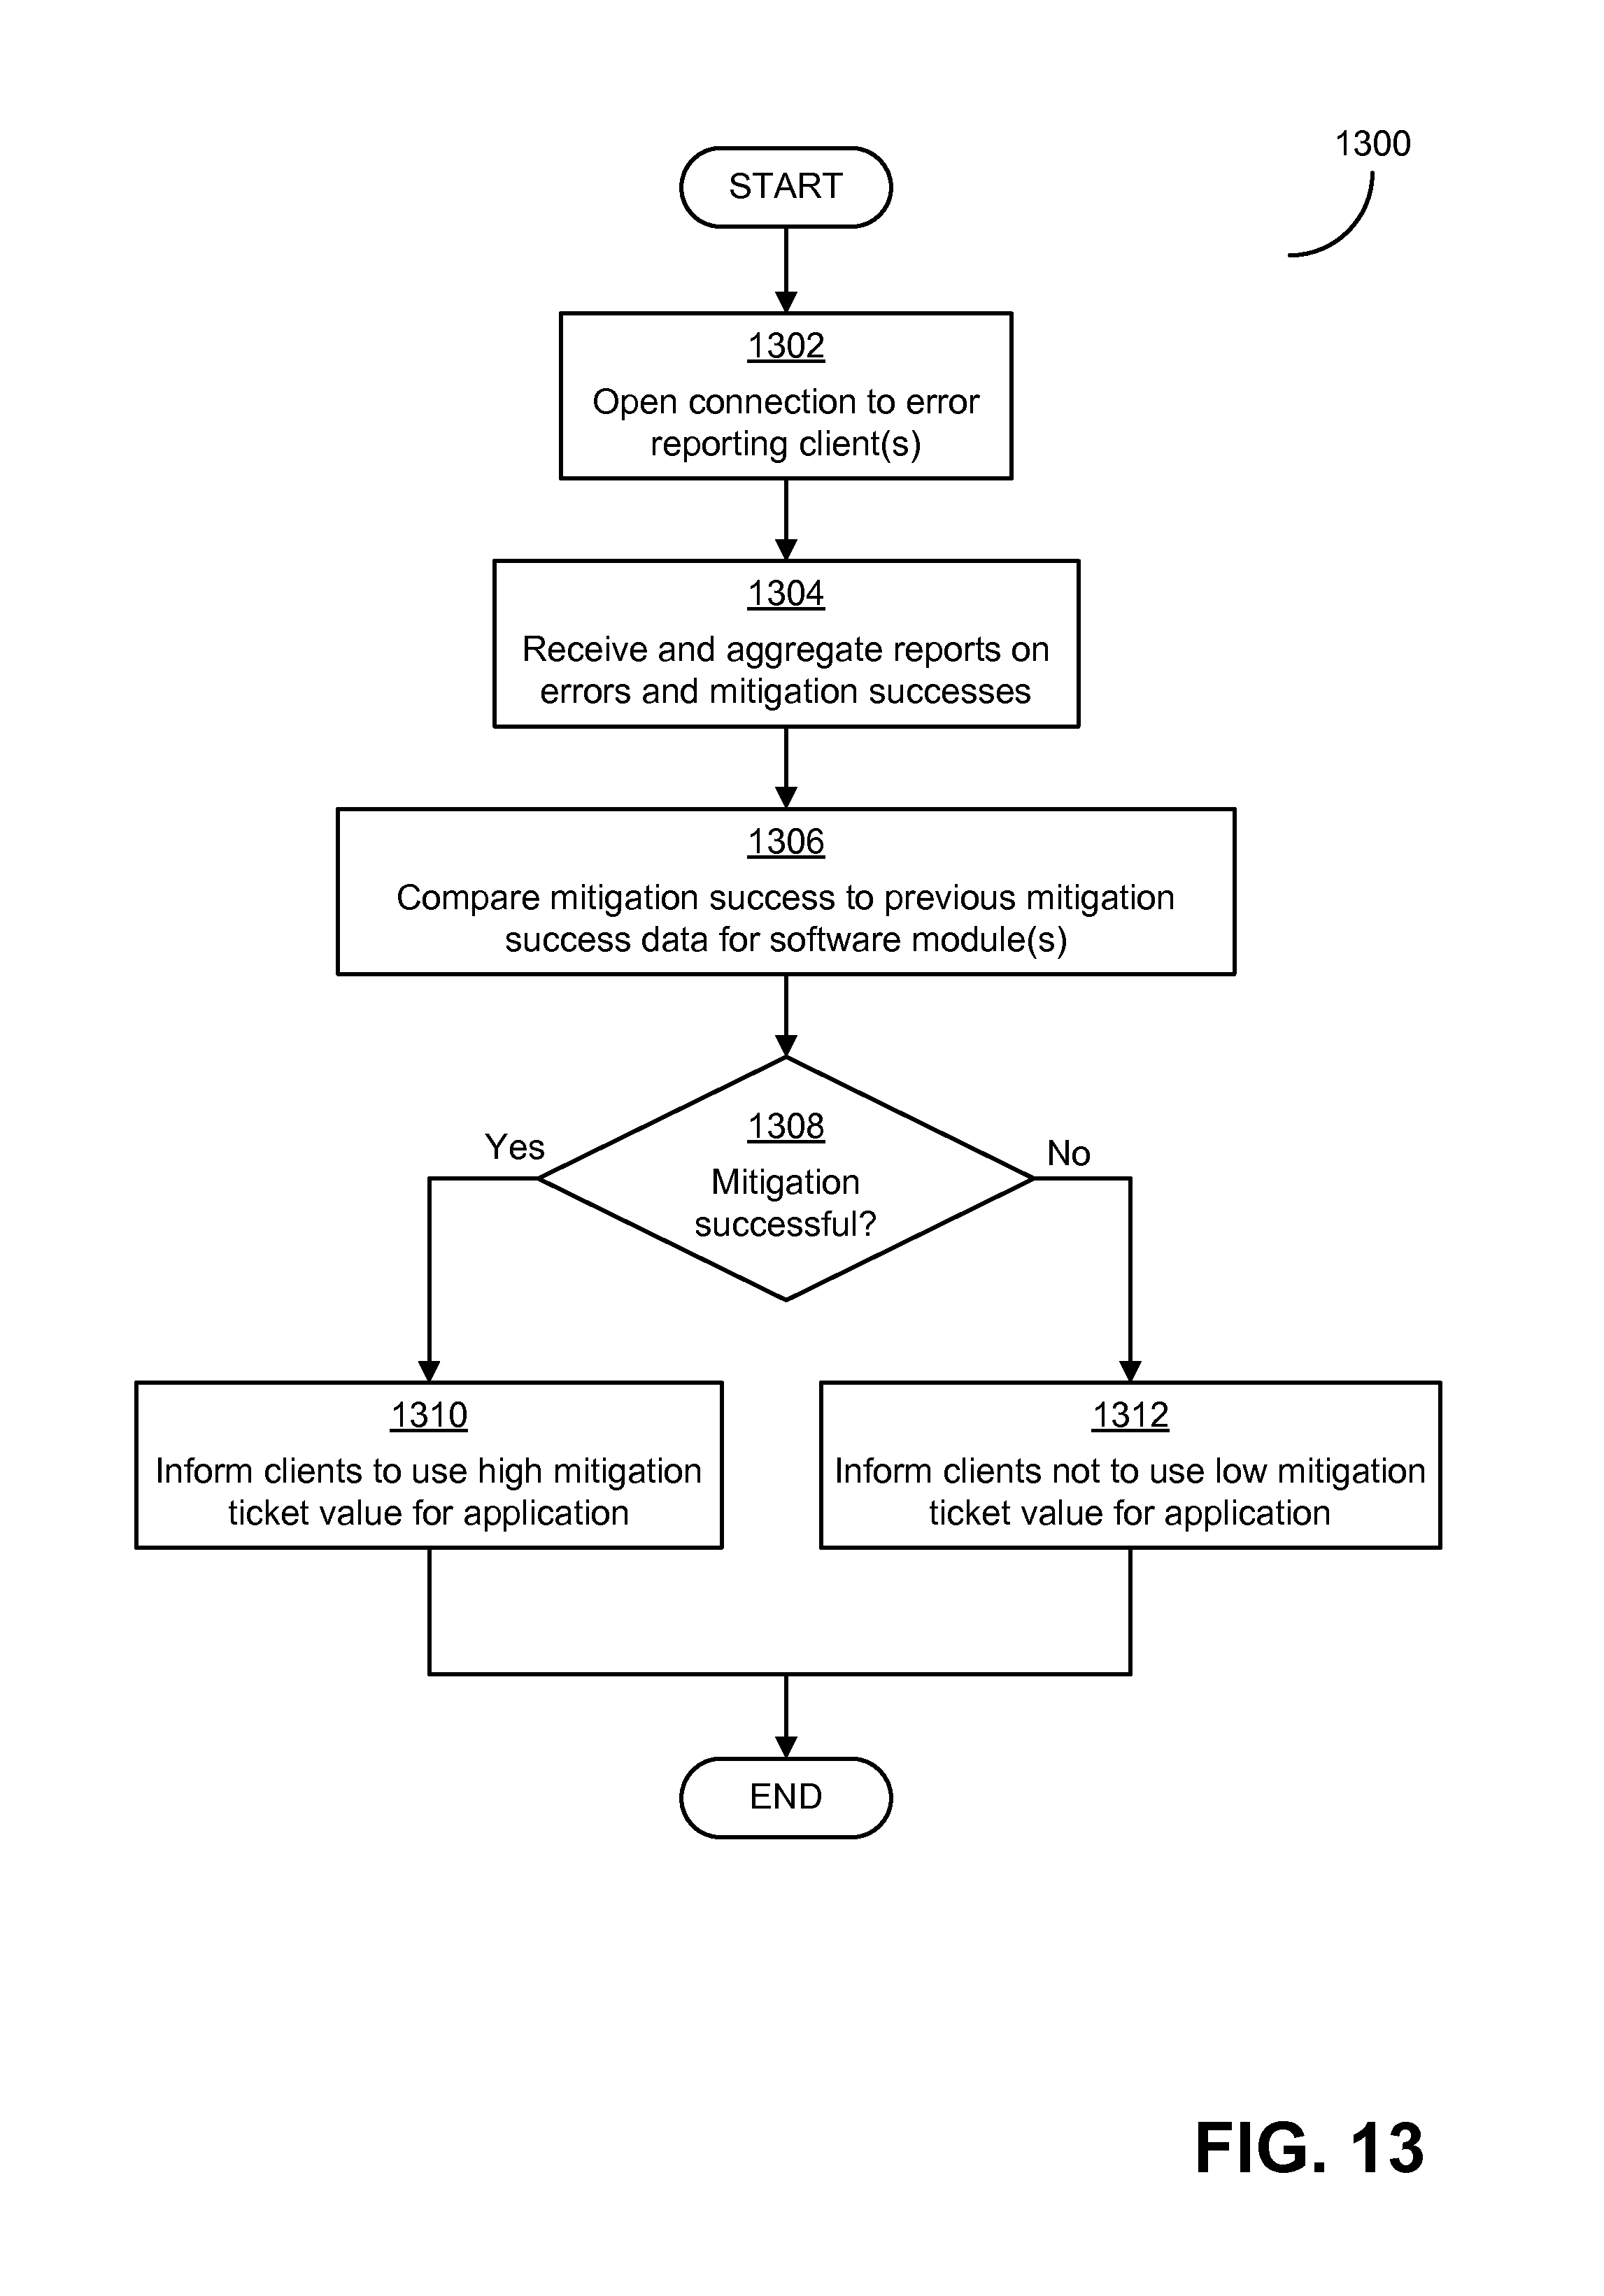 1300
START
1302
Open connection to error
reporting client(s)
1304
Receive and aggregate reports on
errors and mitigation successes
1306
Compare mitigation success to previous mitigation
success data for software module(s)
1308
Mitigation
successful?
Yes
No
1310
Inform clients to use high mitigation
ticket value for application
1312
Inform clients not to use low mitigation
ticket value for application
END
FIG. 13